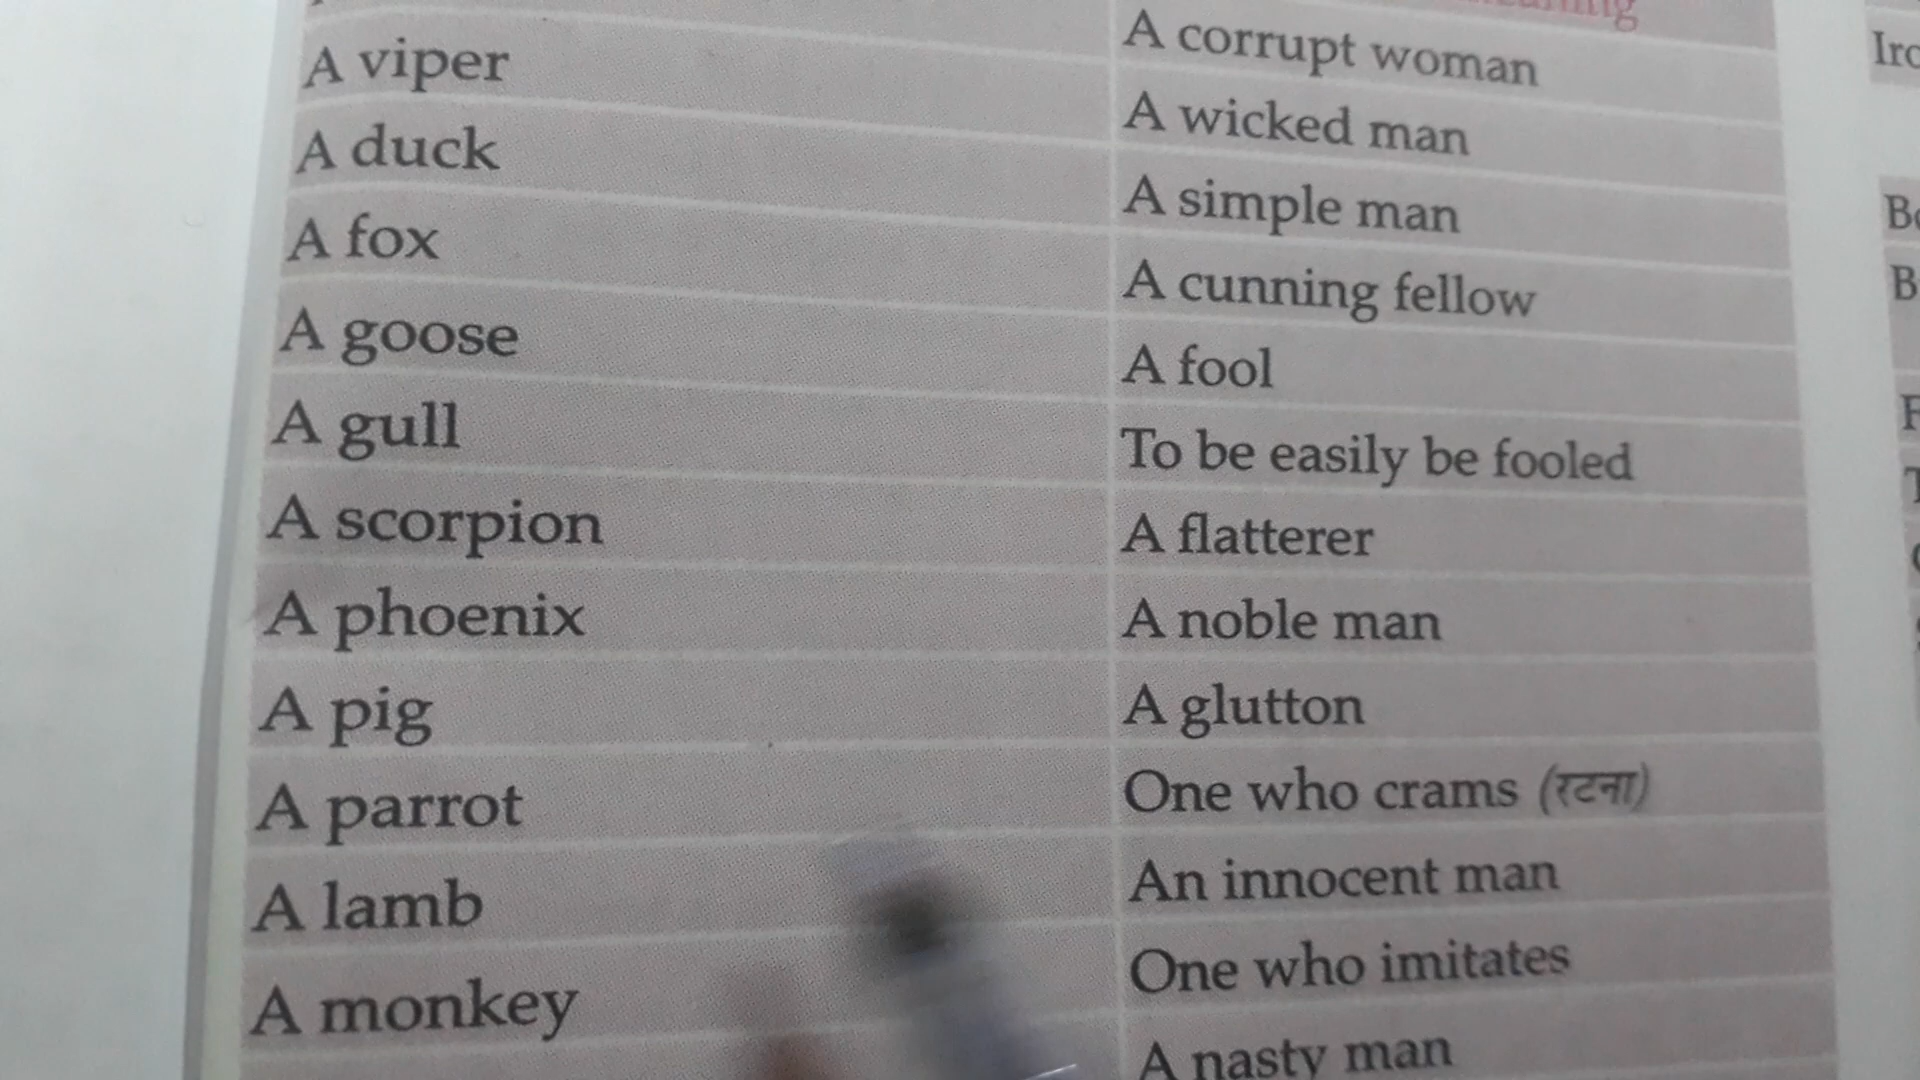 A corrupt woman
A viper A wicked man
A duck A simple man
A fox A cunning fellow
A goose A fool
A gull To be easily be fooled
A scorpion A flatterer
A phoenix A noble man
A pig A glutton
A parrot One who crams (रटना)
A lamb An innocent man
A monkey One who imitates
A nasty man